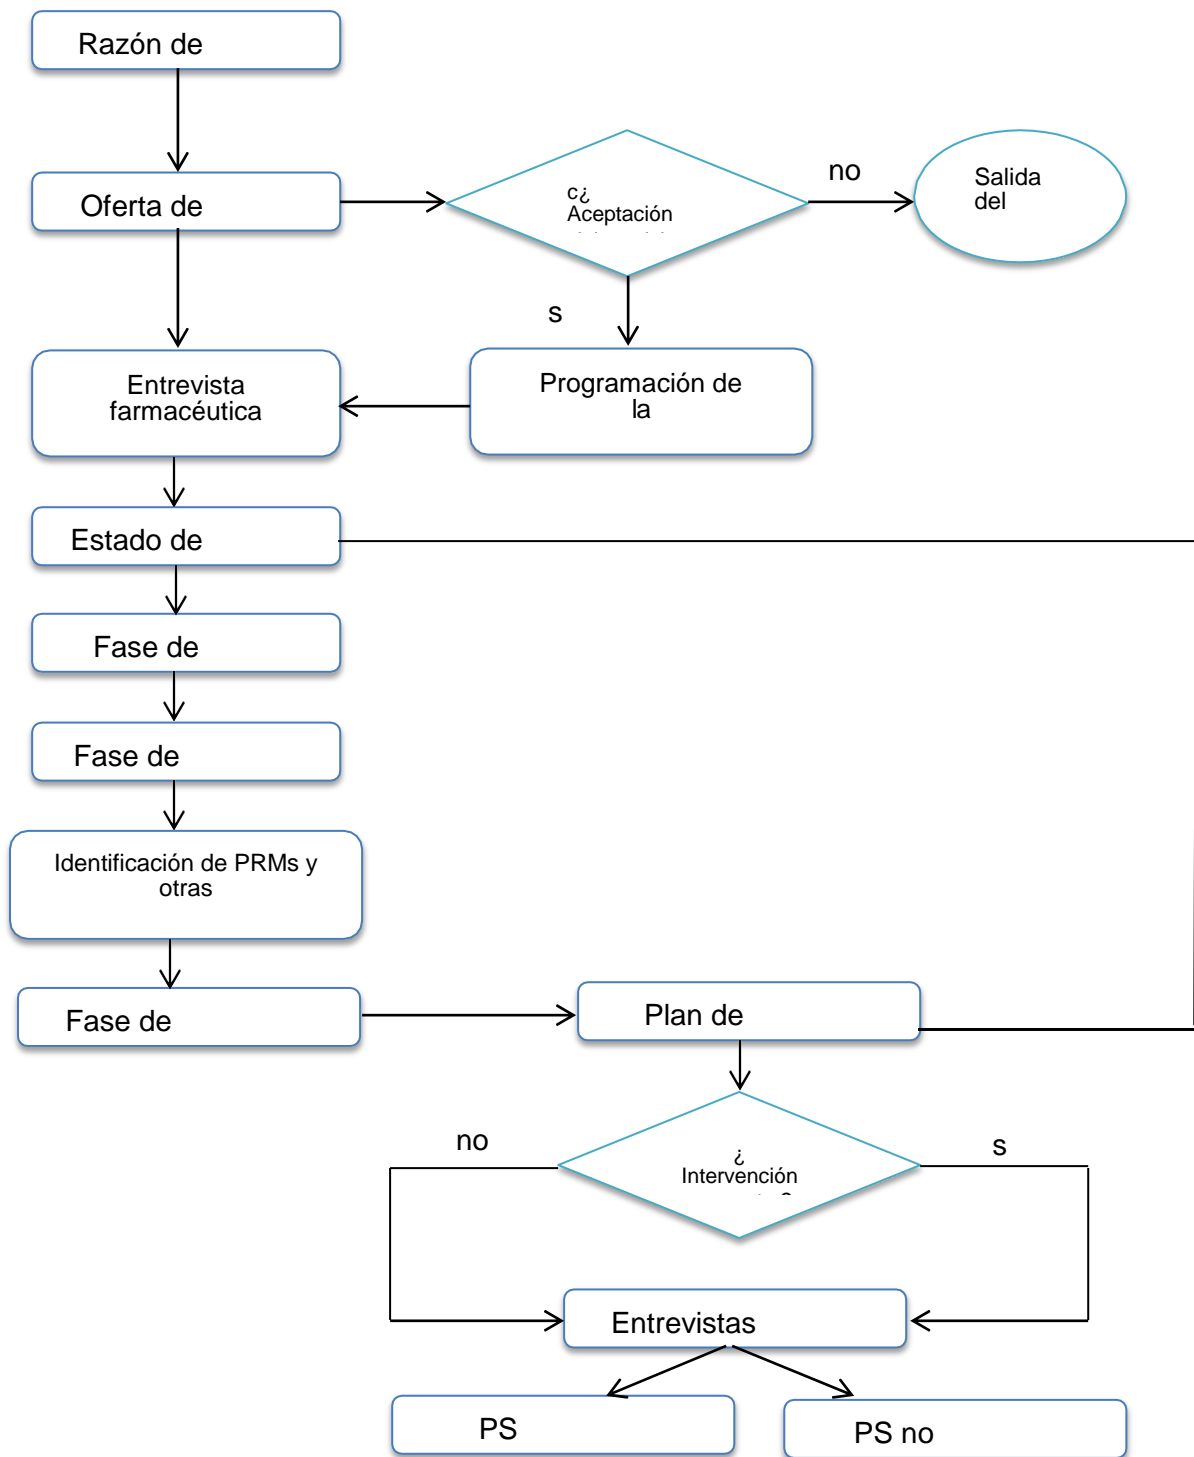 Razón de
Oferta de
c¿
Aceptación
no
Salida
del
s
Entrevista
farmacéutica
Programación de
la
Estado de
Fase de
Fase de
Identificación de PRMs y
otras
Fase de
Plan de
no
¿
Intervención
s
Entrevistas
PS
PS no